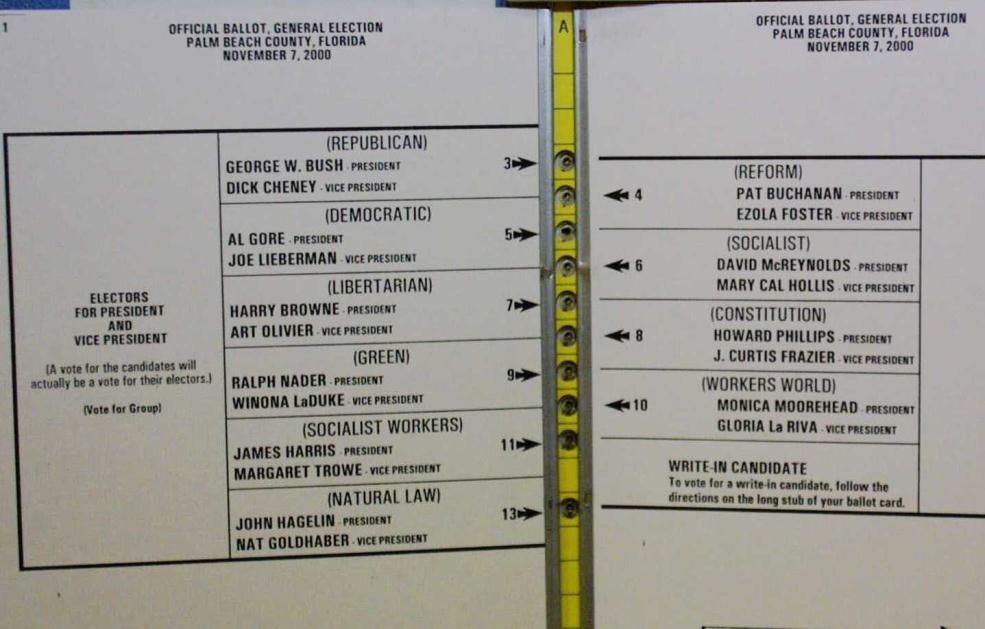 1
OFFICIAL BALLOT, GENERAL ELECTION
PALM BEACH COUNTY, FLORIDA
NOVEMBER 7, 2000
ELECTORS
FOR PRESIDENT
AND
VICE PRESIDENT
(A vote for the candidates will
actually be a vote for their electors.)
(Vote for Group)
(REPUBLICAN)
GEORGE W. BUSH - PRESIDENT
DICK CHENEY - VICE PRESIDENT
3
(DEMOCRATIC)
AL GORE - PRESIDENT
JOE LIEBERMAN - VICE PRESIDENT
5
(LIBERTARIAN)
HARRY BROWNE - PRESIDENT
ART OLIVIER - VICE PRESIDENT
7
(GREEN)
RALPH NADER - PRESIDENT
WINONA LaDUKE - VICE PRESIDENT
9
(SOCIALIST WORKERS)
JAMES HARRIS - PRESIDENT
MARGARET TROWE - VICE PRESIDENT
11
(NATURAL LAW)
JOHN HAGELIN - PRESIDENT
NAT GOLDHABER - VICE PRESIDENT
13
A
OFFICIAL BALLOT, GENERAL ELECTION
PALM BEACH COUNTY, FLORIDA
NOVEMBER 7, 2000
(REFORM)
4 PAT BUCHANAN - PRESIDENT
EZOLA FOSTER - VICE PRESIDENT
(SOCIALIST)
6 DAVID McREYNOLDS - PRESIDENT
MARY CAL HOLLIS - VICE PRESIDENT
(CONSTITUTION)
8 HOWARD PHILLIPS - PRESIDENT
J. CURTIS FRAZIER - VICE PRESIDENT
(WORKERS WORLD)
10 MONICA MOOREHEAD - PRESIDENT
GLORIA La RIVA - VICE PRESIDENT
WRITE-IN CANDIDATE
To vote for a write-in candidate, follow the
directions on the long stub of your ballot card.